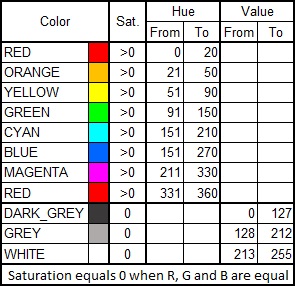 Color Sat. Hue Value
From To From To
RED >0 0 20
ORANGE >0 21 50
YELLOW >0 51 90
GREEN >0 91 150
CYAN >0 151 210
BLUE >0 151 270
MAGENTA >0 211 330
RED >0 331 360
DARK_GREY 0 0 127
GREY 0 128 212
WHITE 0 213 255
Saturation equals 0 when R, G and B are equal